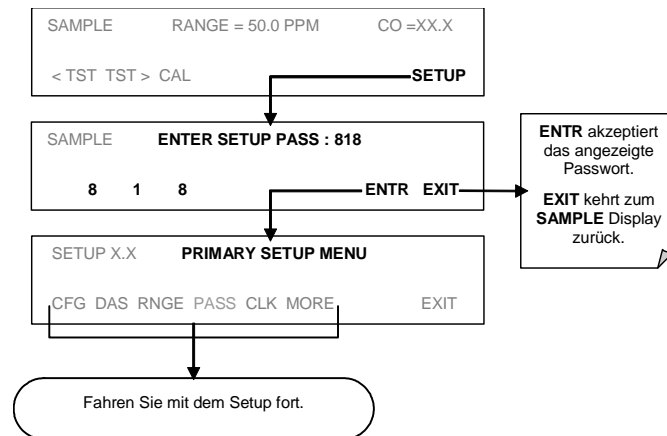 SAMPLE RANGE = 50.0 PPM CO =XX.X
< TST TST > CAL SETUP
SAMPLE ENTER SETUP PASS : 818
8 1 8 ENTR EXIT
ENTR akzeptiert
das angezeigte
Passwort.
EXIT kehrt zum
SAMPLE Display
zurück.
SETUP X.X PRIMARY SETUP MENU
CFG DAS RNGE PASS CLK MORE EXIT
Fahren Sie mit dem Setup fort.